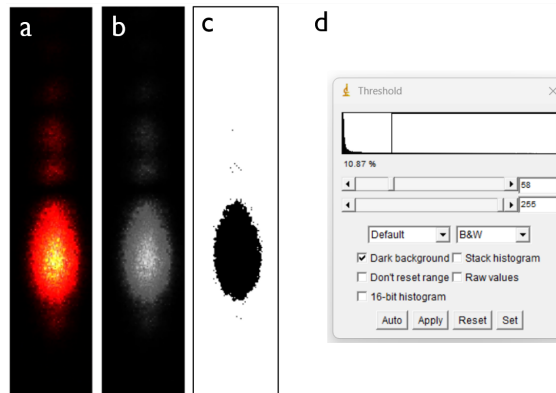 a b c d
Threshold
10.87 %
58
255
Default B&W
Dark background Stack histogram
Don't reset range Raw values
16-bit histogram
Auto Apply Reset Set